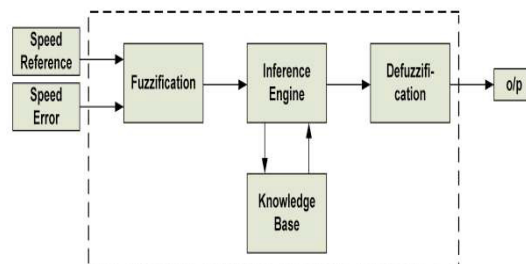 Speed
Reference
Speed
Error
Fuzzification
Inference
Engine
Defuzzifi-
cation
o/p
Knowledge
Base